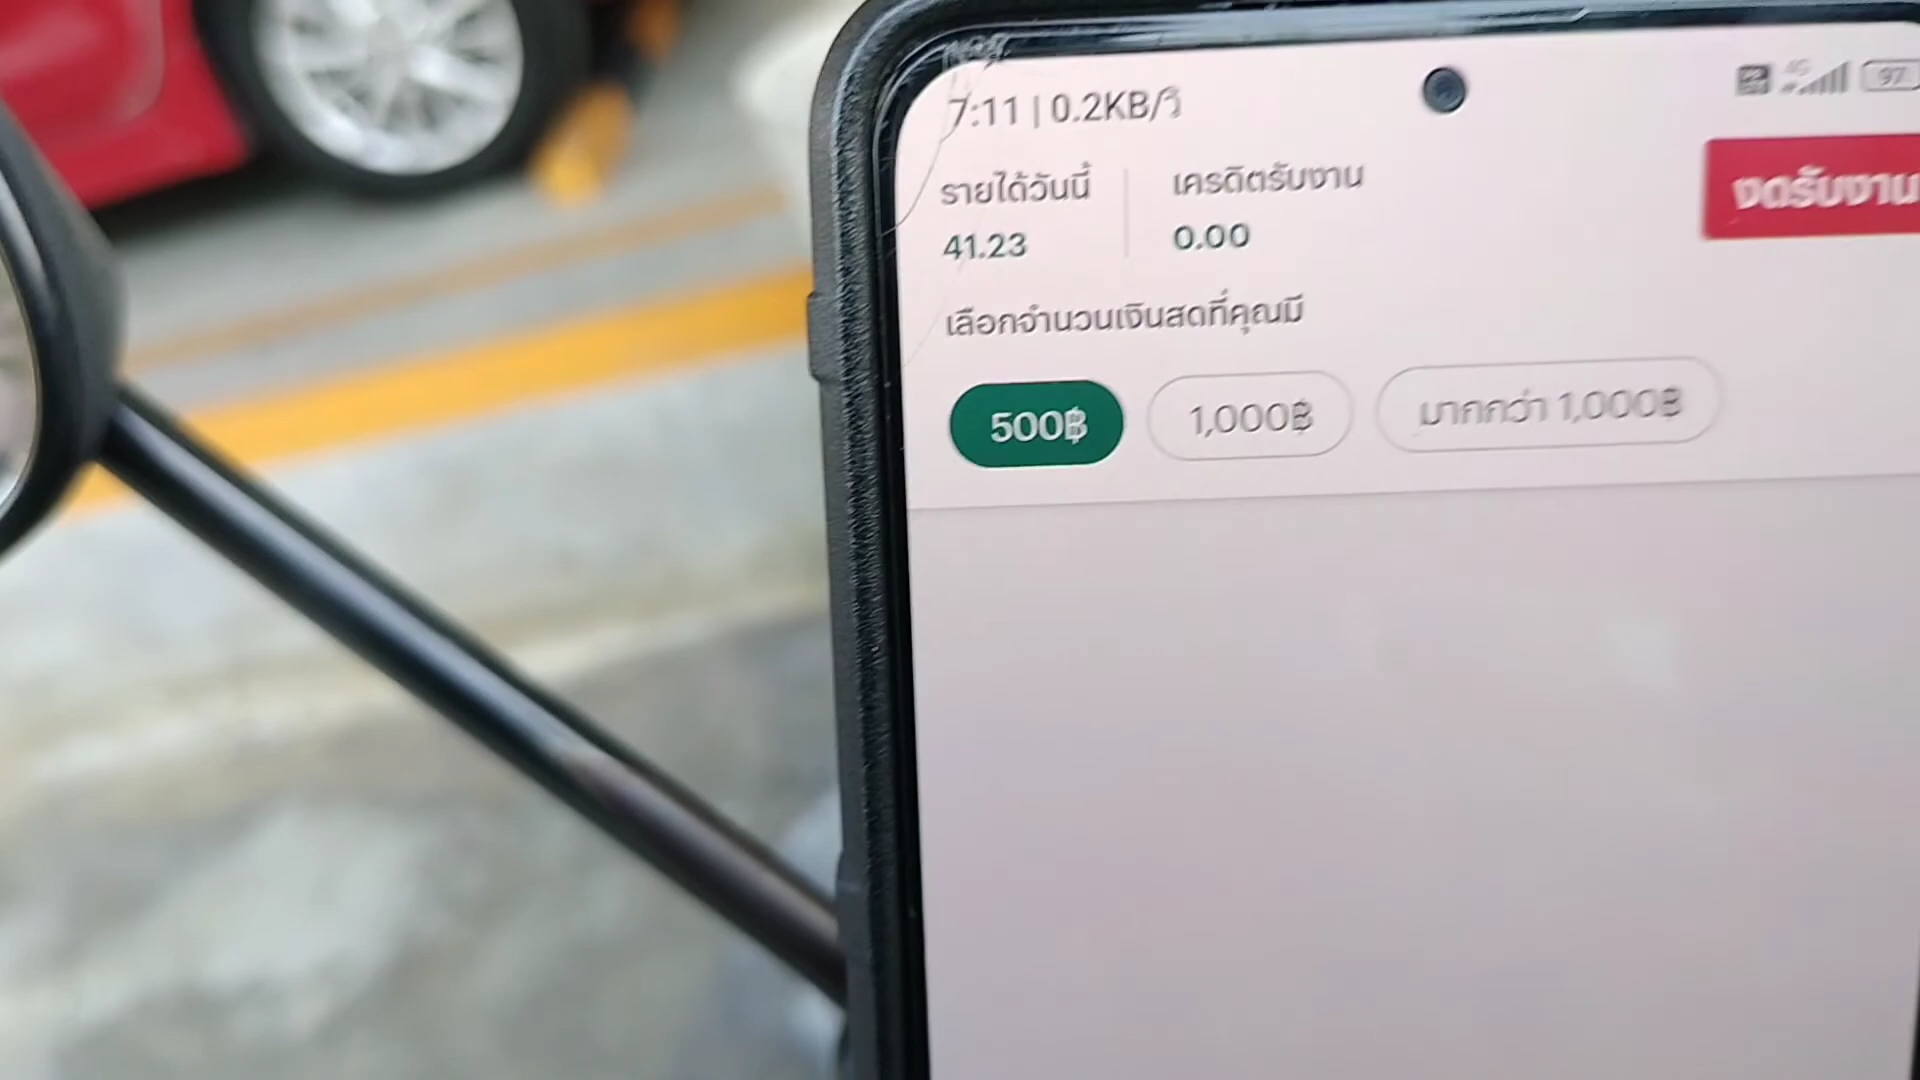 7:11 | 0.2KB/วิ
4G 97
รายได้วันนี้
41.23
เครดิตรับงาน
0.00
งดรับงาน
เลือกจำนวนเงินสดที่คุณมี
500฿
1,000฿
มากกว่า 1,000฿